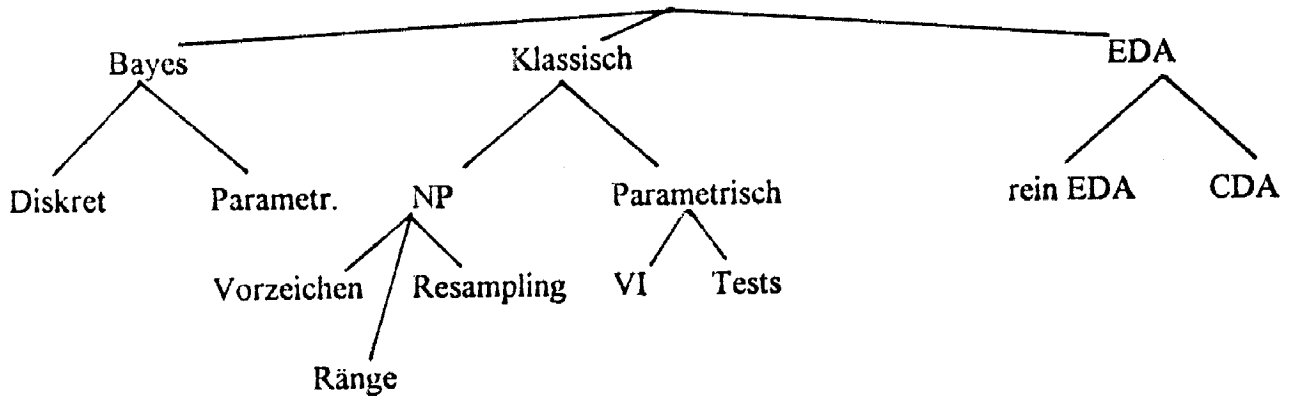 Bayes Klassisch EDA
Diskret Parametr. NP Parametrisch rein EDA CDA
Vorzeichen Resampling VI Tests
Ränge